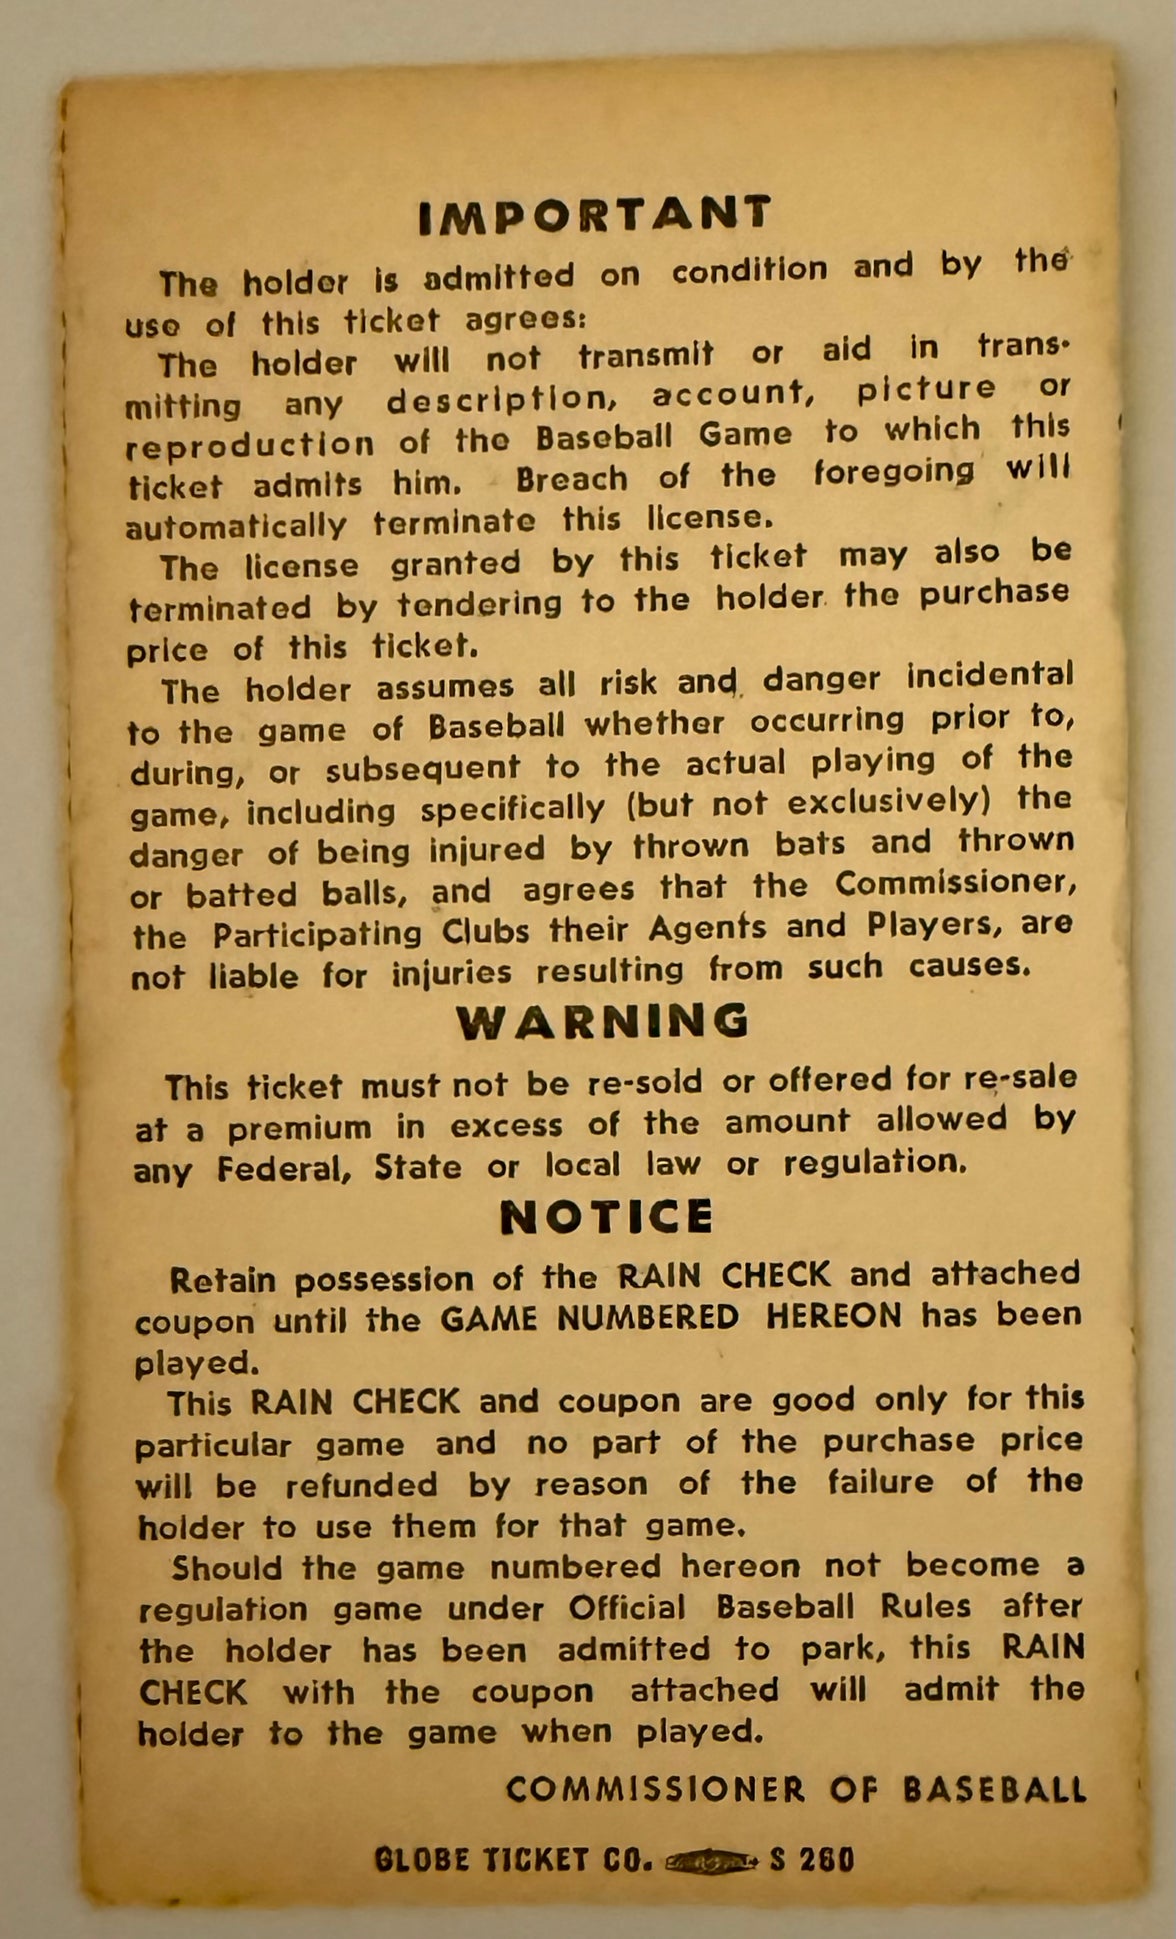 IMPORTANT
The holder is admitted on condition and by the
use of this ticket agrees:
The holder will not transmit or aid in trans-
mitting any description, account, picture or
reproduction of the Baseball Game to which this
ticket admits him. Breach of the foregoing will
automatically terminate this license.
The license granted by this ticket may also be
terminated by tendering to the holder the purchase
price of this ticket.
The holder assumes all risk and danger incidental
to the game of Baseball whether occurring prior to,
during, or subsequent to the actual playing of the
game, including specifically (but not exclusively) the
danger of being injured by thrown bats and thrown
or batted balls, and agrees that the Commissioner,
the Participating Clubs their Agents and Players, are
not liable for injuries resulting from such causes.
WARNING
This ticket must not be re-sold or offered for re-sale
at a premium in excess of the amount allowed by
any Federal, State or local law or regulation.
NOTICE
Retain possession of the RAIN CHECK and attached
coupon until the GAME NUMBERED HEREON has been
played.
This RAIN CHECK and coupon are good only for this
particular game and no part of the purchase price
will be refunded by reason of the failure of the
holder to use them for that game.
Should the game numbered hereon not become a
regulation game under Official Baseball Rules after
the holder has been admitted to park, this RAIN
CHECK with the coupon attached will admit the
holder to the game when played.
COMMISSIONER OF BASEBALL
GLOBE TICKET CO. S 260